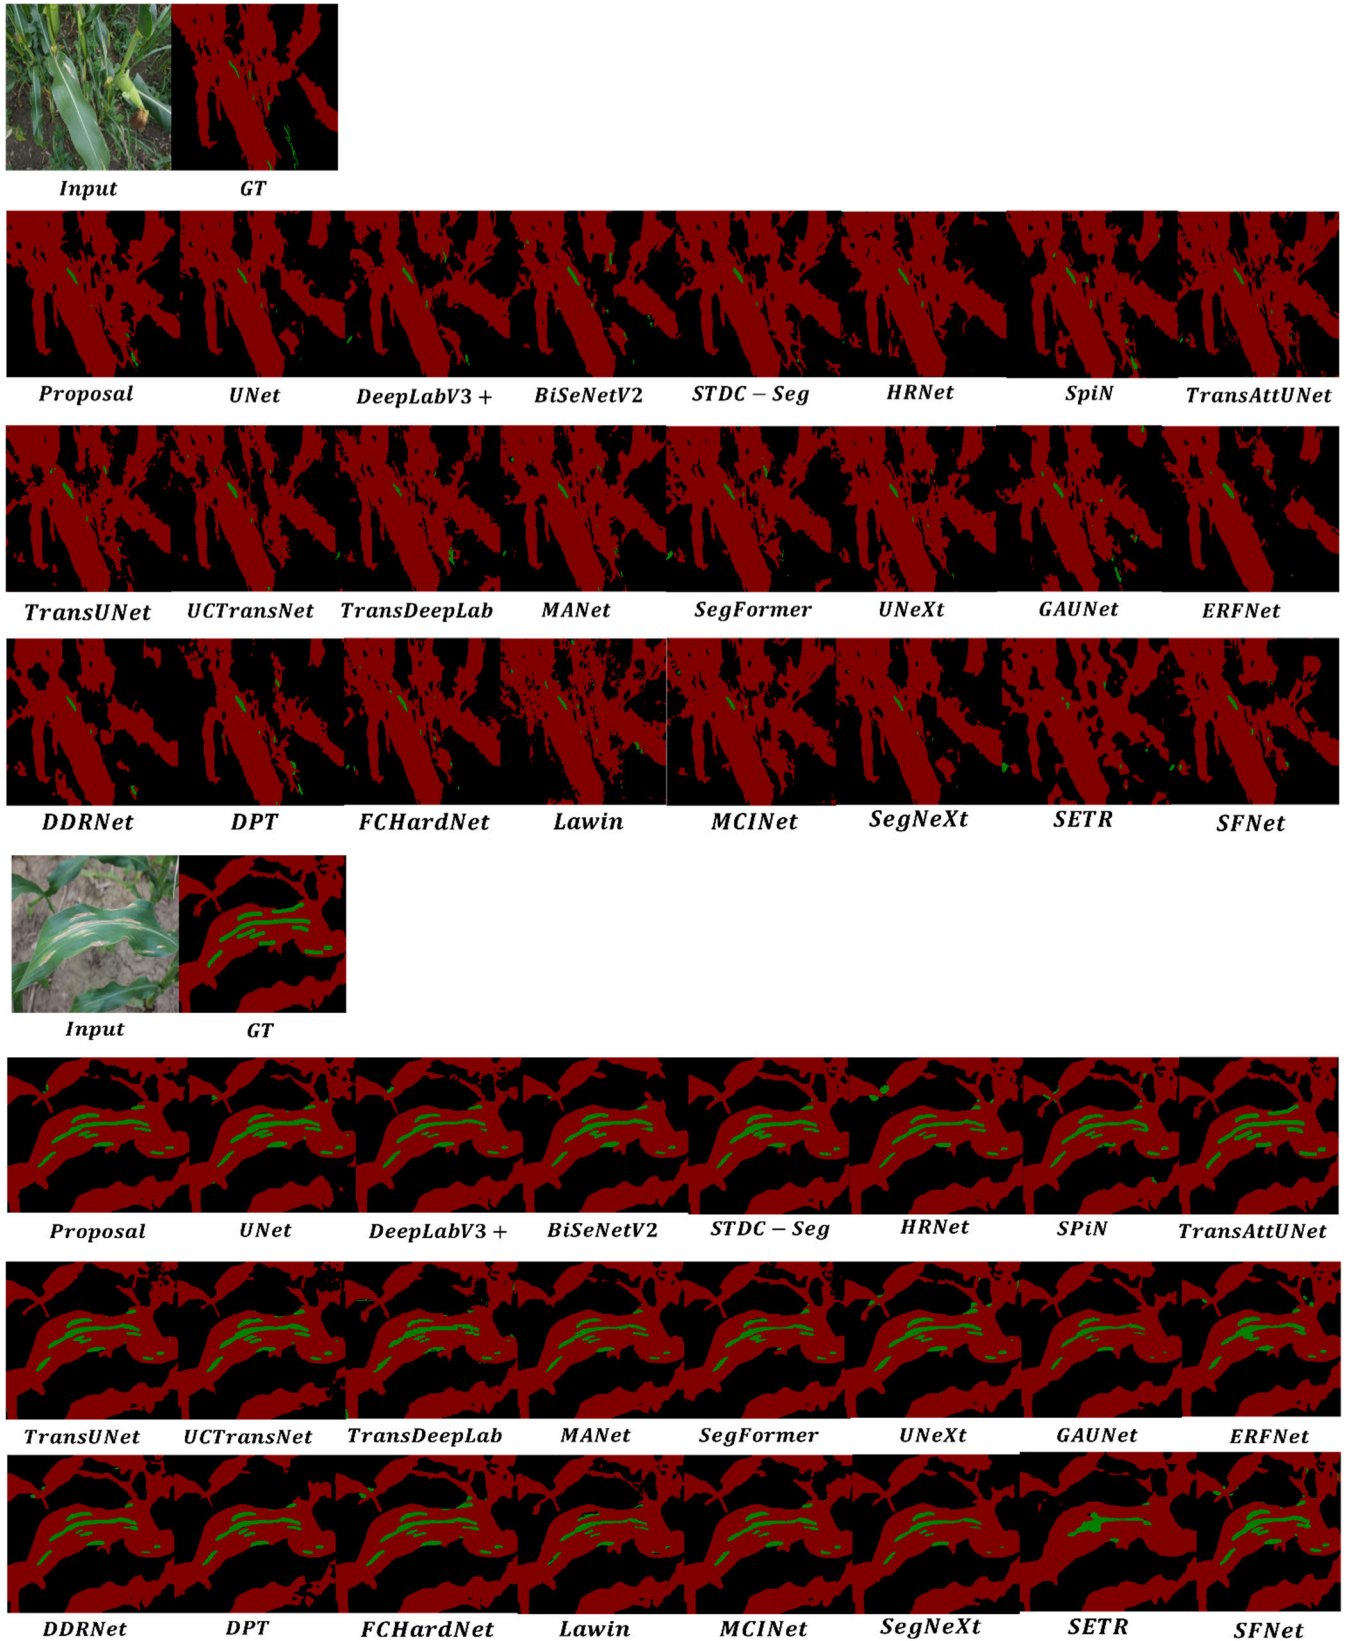 Input GT
Proposal UNet DeepLabV3 + BiSeNetV2 STDC – Seg HRNet SpiN TransAttUNet
TransUNet UCTransNet TransDeepLab MANet SegFormer UNeXt GAUNet ERFNet
DDRNet DPT FCHardNet Lawin MCINet SegNeXt SETR SFNet
Input GT
Proposal UNet DeepLabV3 + BiSeNetV2 STDC – Seg HRNet SPiN TransAttUNet
TransUNet UCTransNet TransDeepLab MANet SegFormer UNeXt GAUNet ERFNet
DDRNet DPT FCHardNet Lawin MCINet SegNeXt SETR SFNet